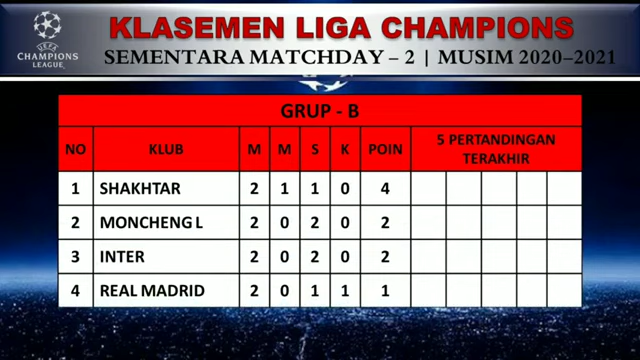 UEFA
CHAMPIONS
LEAGUE
KLASEMEN LIGA CHAMPIONS
SEMENTARA MATCHDAY – 2 | MUSIM 2020–2021
GRUP - B
NO KLUB M M S K POIN 5 PERTANDINGAN TERAKHIR
1 SHAKHTAR 2 1 1 0 4
2 MONCHENG L 2 0 2 0 2
3 INTER 2 0 2 0 2
4 REAL MADRID 2 0 1 1 1